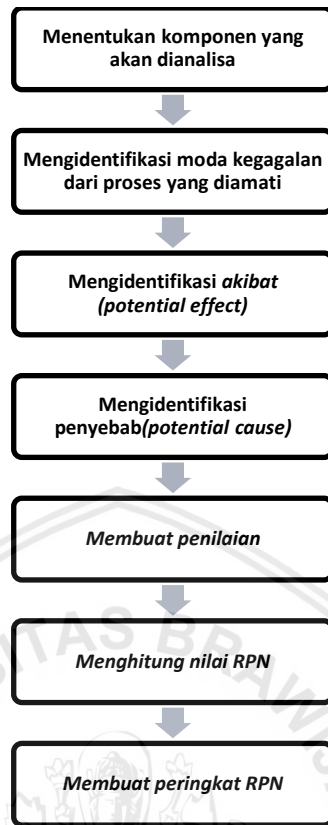 Menentukan komponen yang
akan dianalisa
Mengidentifikasi moda kegagalan
dari proses yang diamati
Mengidentifikasi akibat
(potential effect)
Mengidentifikasi
penyebab(potential cause)
Membuat penilaian
Menghitung nilai RPN
Membuat peringkat RPN